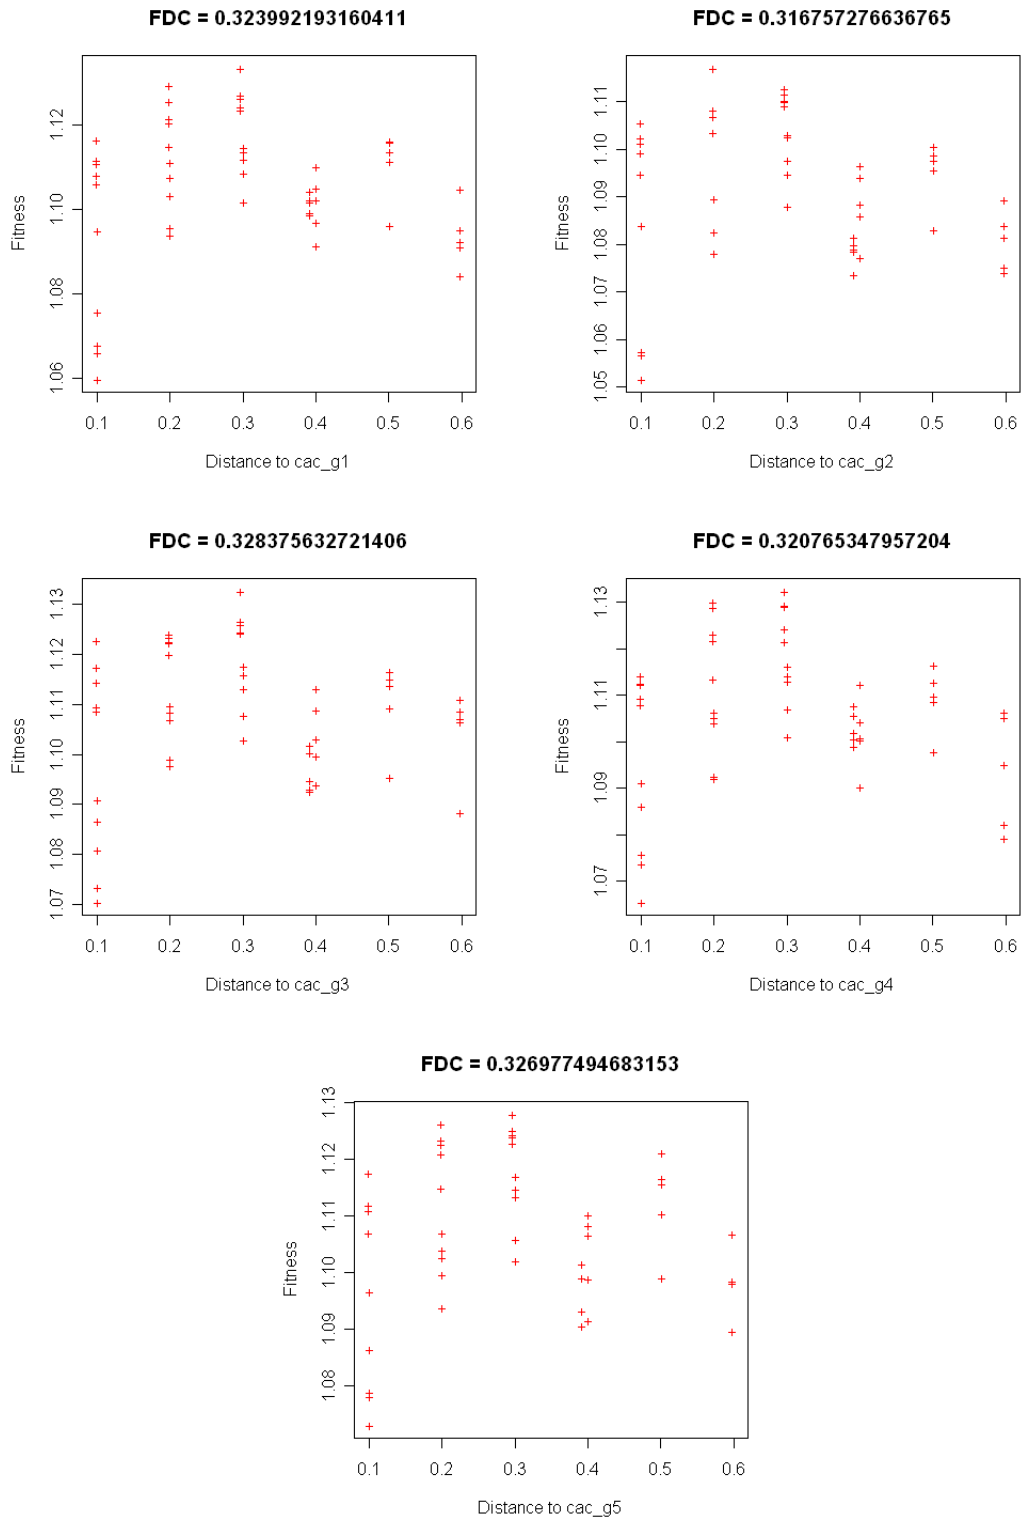 FDC = 0.323992193160411
Fitness
1.12
1.10
1.08
1.06
0.1 0.2 0.3 0.4 0.5 0.6
Distance to cac_g1
FDC = 0.316757276636765
Fitness
1.11
1.10
1.09
1.08
1.07
1.06
1.05
0.1 0.2 0.3 0.4 0.5 0.6
Distance to cac_g2
FDC = 0.328375632721406
Fitness
1.13
1.12
1.11
1.10
1.09
1.08
1.07
0.1 0.2 0.3 0.4 0.5 0.6
Distance to cac_g3
FDC = 0.320765347957204
Fitness
1.13
1.11
1.09
1.07
0.1 0.2 0.3 0.4 0.5 0.6
Distance to cac_g4
FDC = 0.326977494683153
Fitness
1.13
1.12
1.11
1.10
1.09
1.08
0.1 0.2 0.3 0.4 0.5 0.6
Distance to cac_g5